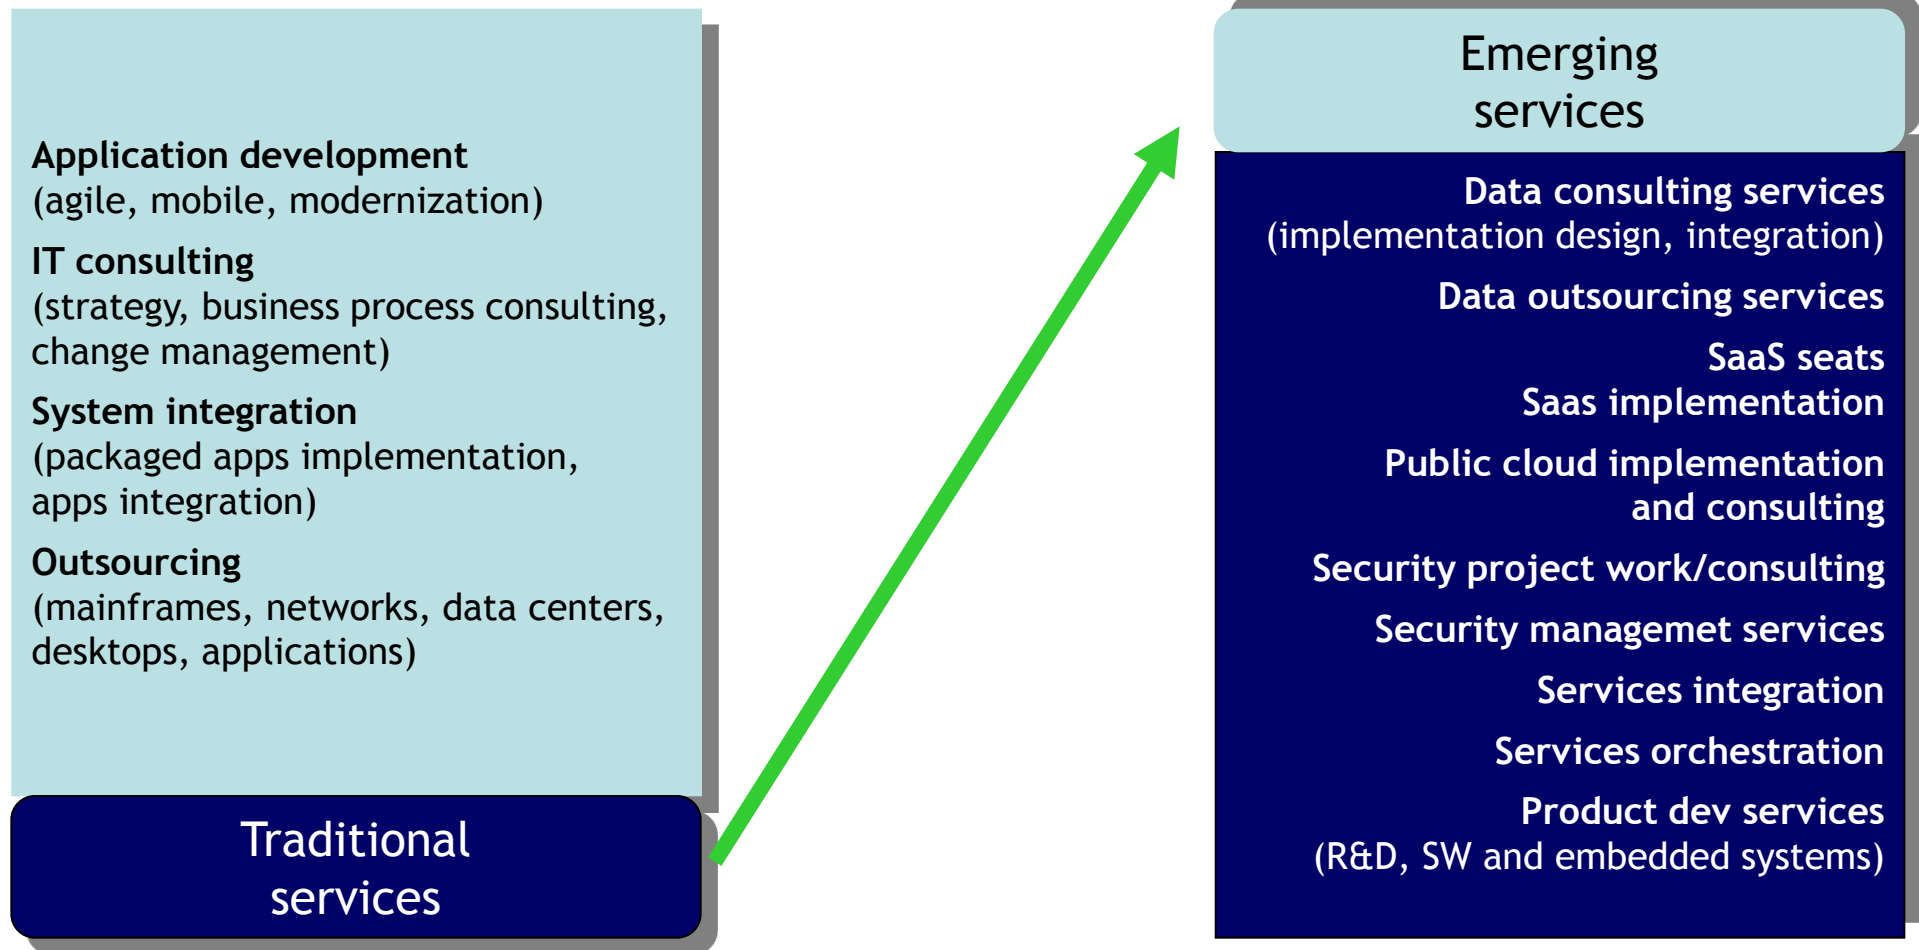 Application development
(agile, mobile, modernization)
IT consulting
(strategy, business process consulting,
change management)
System integration
(packaged apps implementation,
apps integration)
Outsourcing
(mainframes, networks, data centers,
desktops, applications)
Traditional
services
Emerging
services
Data consulting services
(implementation design, integration)
Data outsourcing services
SaaS seats
Saas implementation
Public cloud implementation
and consulting
Security project work/consulting
Security managemet services
Services integration
Services orchestration
Product dev services
(R&D, SW and embedded systems)